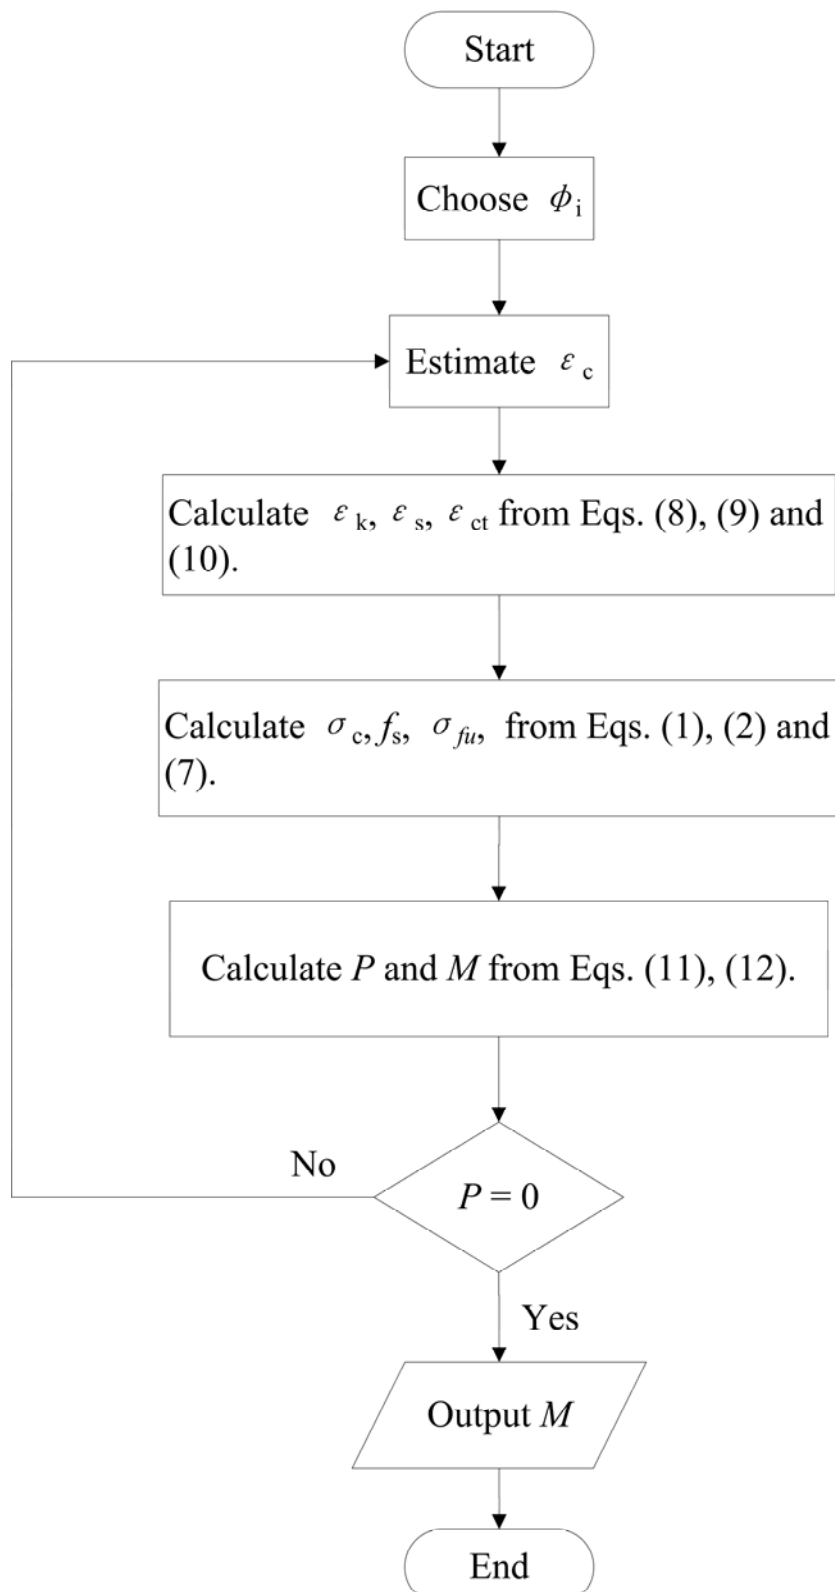 Start
Choose ϕi
Estimate εc
Calculate εk, εs, εct from Eqs. (8), (9) and
(10).
Calculate σc, fs, σfu, from Eqs. (1), (2) and
(7).
Calculate P and M from Eqs. (11), (12).
No
P = 0
Yes
Output M
End